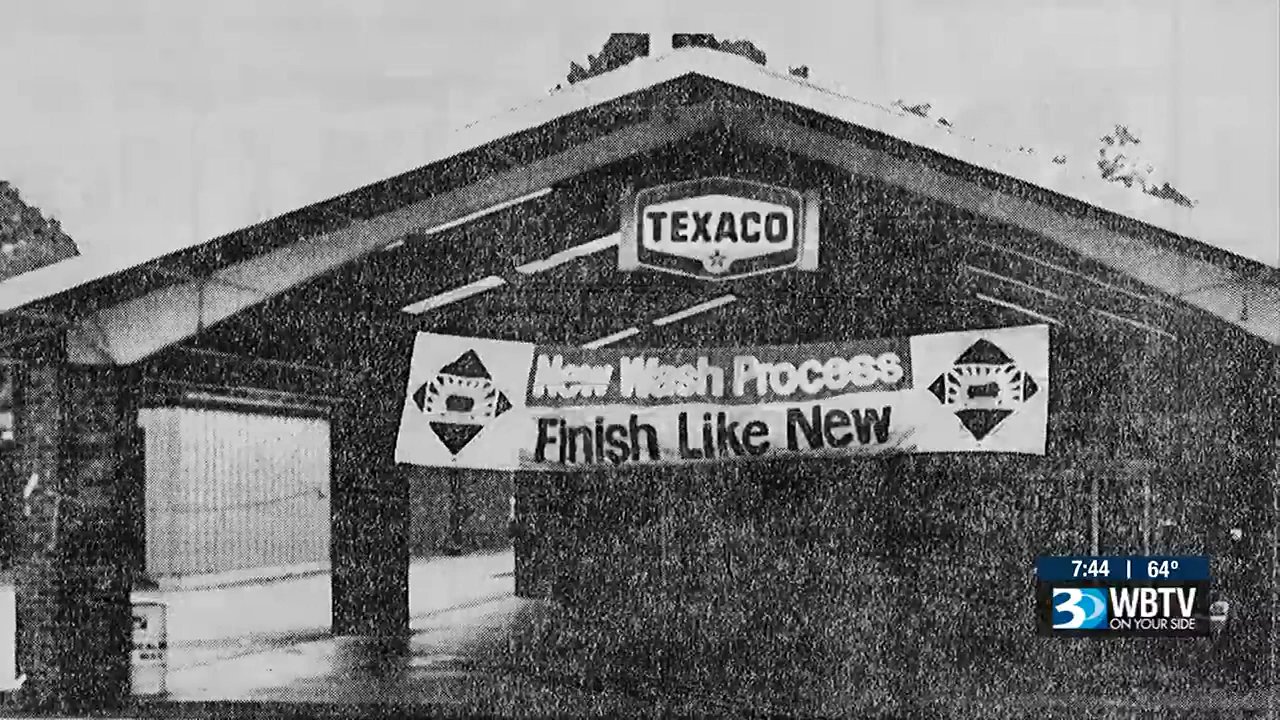 TEXACO
New Wash Process
Finish Like New
7:44 | 64°
3 WBTV
ON YOUR SIDE